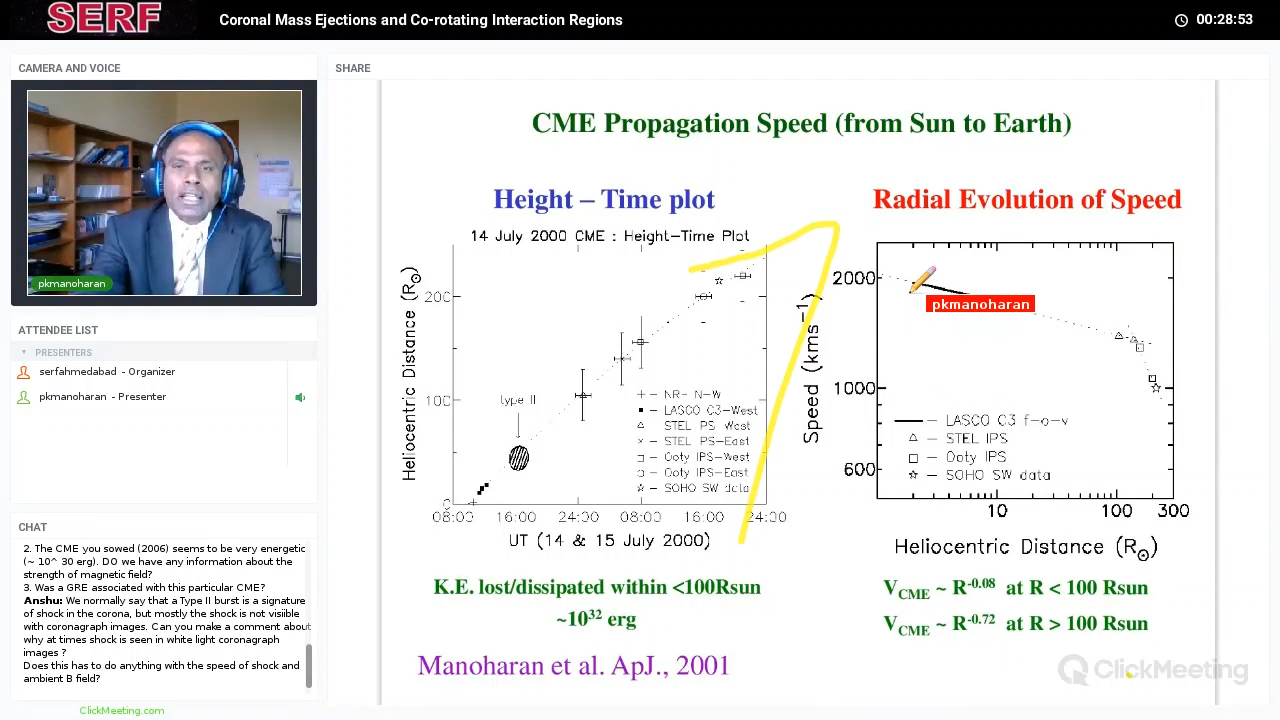 SERF
Coronal Mass Ejections and Co-rotating Interaction Regions
00:28:53
CAMERA AND VOICE
pkmanoharan
ATTENDEE LIST
PRESENTERS
serfahmedabad - Organizer
pkmanoharan - Presenter
CHAT
2. The CME you sowed (2006) seems to be very energetic
(~ 10^ 30 erg). DO we have any information about the
strength of magnetic field?
3. Was a GRE associated with this particular CME?
Anshu: We normally say that a Type II burst is a signature
of shock in the corona, but mostly the shock is not visible
with coronagraph images. Can you make a comment about
why at times shock is seen in white light coronagraph
images ?
Does this has to do anything with the speed of shock and
ambient B field?
ClickMeeting.com
SHARE
CME Propagation Speed (from Sun to Earth)
Height – Time plot
14 July 2000 CME : Height-Time Plot
Heliocentric Distance (R☉)
200
100
0
type II
+ – NR- N-W
▪ – LASCO C3-West
△ – STEL PS West
× – STEL PS-East
□ – Ooty IPS-West
○ – Ooty IPS-East
☆ – SOHO SW data
08:00 16:00 24:00 08:00 16:00 24:00
UT (14 & 15 July 2000)
K.E. lost/dissipated within <100Rsun
~10³² erg
Manoharan et al. ApJ., 2001
Radial Evolution of Speed
Speed (kms⁻¹)
2000
1000
600
pkmanoharan
— – LASCO C3 f-o-v
△ – STEL IPS
□ – Ooty IPS
☆ – SOHO SW data
10 100 300
Heliocentric Distance (R☉)
V_CME ~ R^-0.08 at R < 100 Rsun
V_CME ~ R^-0.72 at R > 100 Rsun
ClickMeeting